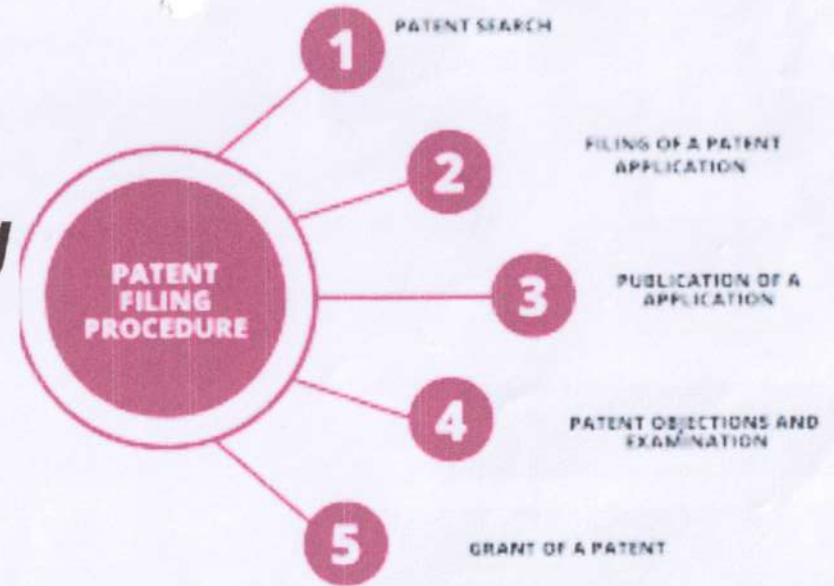 1
PATENT SEARCH
2
FILING OF A PATENT
APPLICATION
PATENT
FILING
PROCEDURE
3
PUBLICATION OF A
APPLICATION
4
PATENT OBJECTIONS AND
EXAMINATION
5
GRANT OF A PATENT